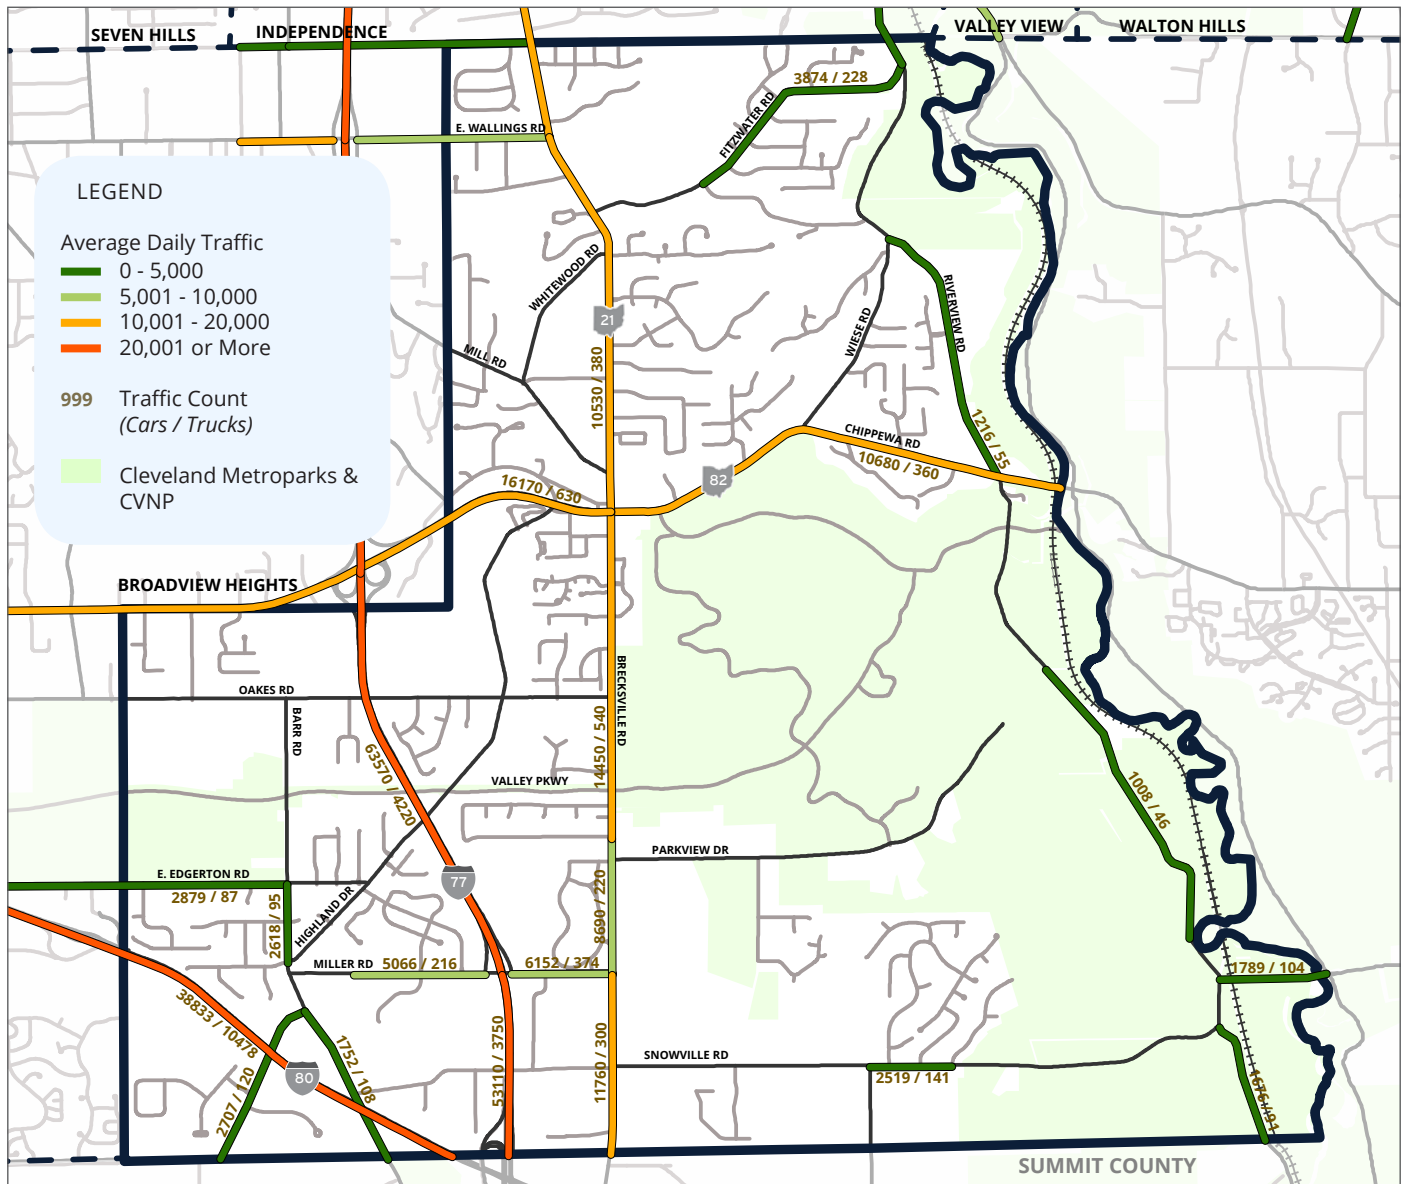 SEVEN HILLS
INDEPENDENCE
VALLEY VIEW
WALTON HILLS
3874 / 228
FITZWATER RD
E. WALLINGS RD
LEGEND
Average Daily Traffic
0 - 5,000
5,001 - 10,000
10,001 - 20,000
20,001 or More
999
Traffic Count
(Cars / Trucks)
Cleveland Metroparks &
CVNP
WHITEWOOD RD
21
MILL RD
10530 / 380
WIESE RD
RIVERVIEW RD
1216 / 55
CHIPPEWA RD
10680 / 360
82
16170 / 630
BROADVIEW HEIGHTS
OAKES RD
BARR RD
BRECKSVILLE RD
14450 / 540
63570 / 4220
VALLEY PKWY
1008 / 46
PARKVIEW DR
E. EDGERTON RD
2879 / 87
77
2618 / 95
HIGHLAND DR
8690 / 220
MILLER RD
5066 / 216
6152 / 374
1789 / 104
38833 / 10478
53110 / 3750
11760 / 300
1752 / 108
2707 / 120
80
SNOWVILLE RD
2519 / 141
1676 / 91
SUMMIT COUNTY